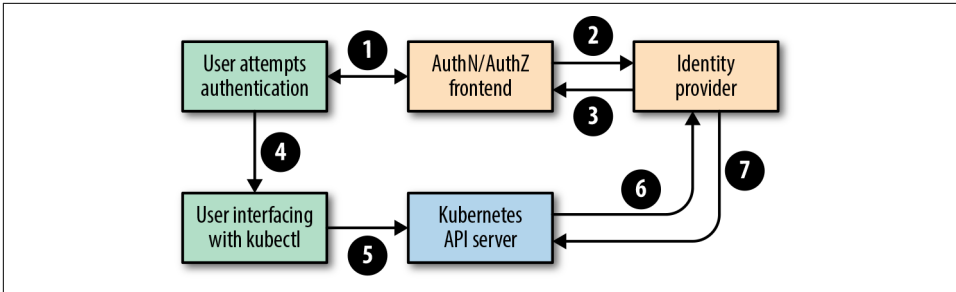 User attempts
authentication
1
AuthN/AuthZ
frontend
2
3
Identity
provider
4
User interfacing
with kubectl
5
Kubernetes
API server
6
7